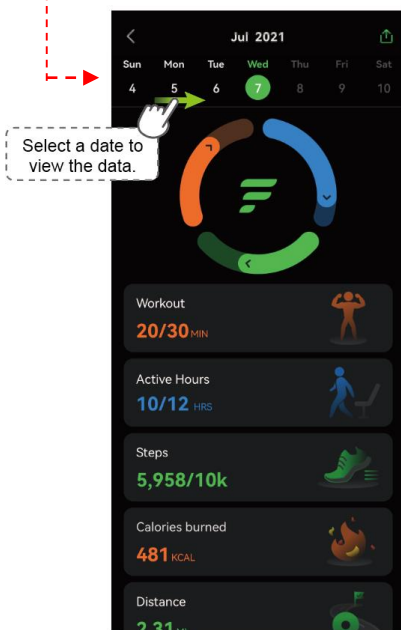 Jul 2021
Sun Mon Tue Wed Thu Fri Sat
4 5 6 7 8 9 10
Select a date to
view the data.
Workout
20/30 MIN
Active Hours
10/12 HRS
Steps
5,958/10k
Calories burned
481 KCAL
Distance
2.31